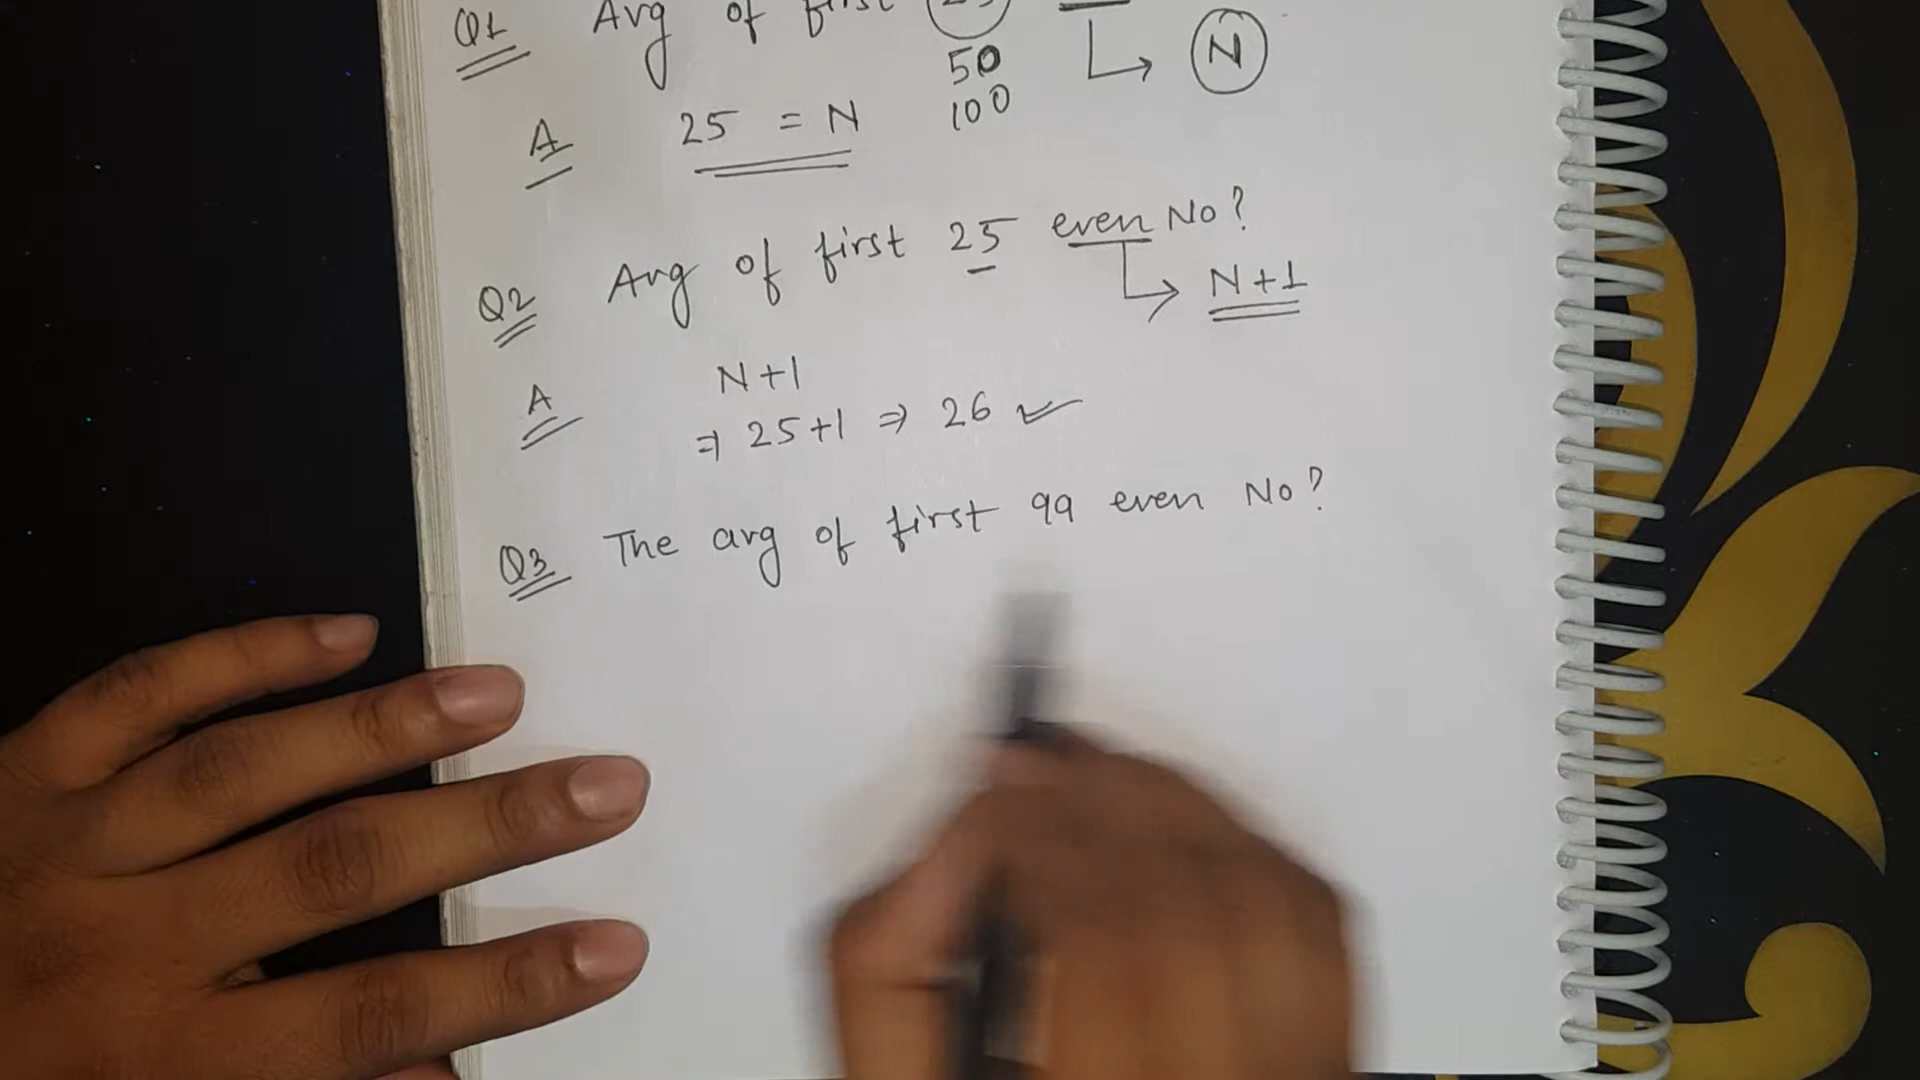 Q1 Avg of first
50
N
100
A 25 = N
Q2 Avg of first 25 even No?
N+1
A N+1
⇒ 25+1 ⇒ 26 ✓
Q3 The avg of first 99 even No?